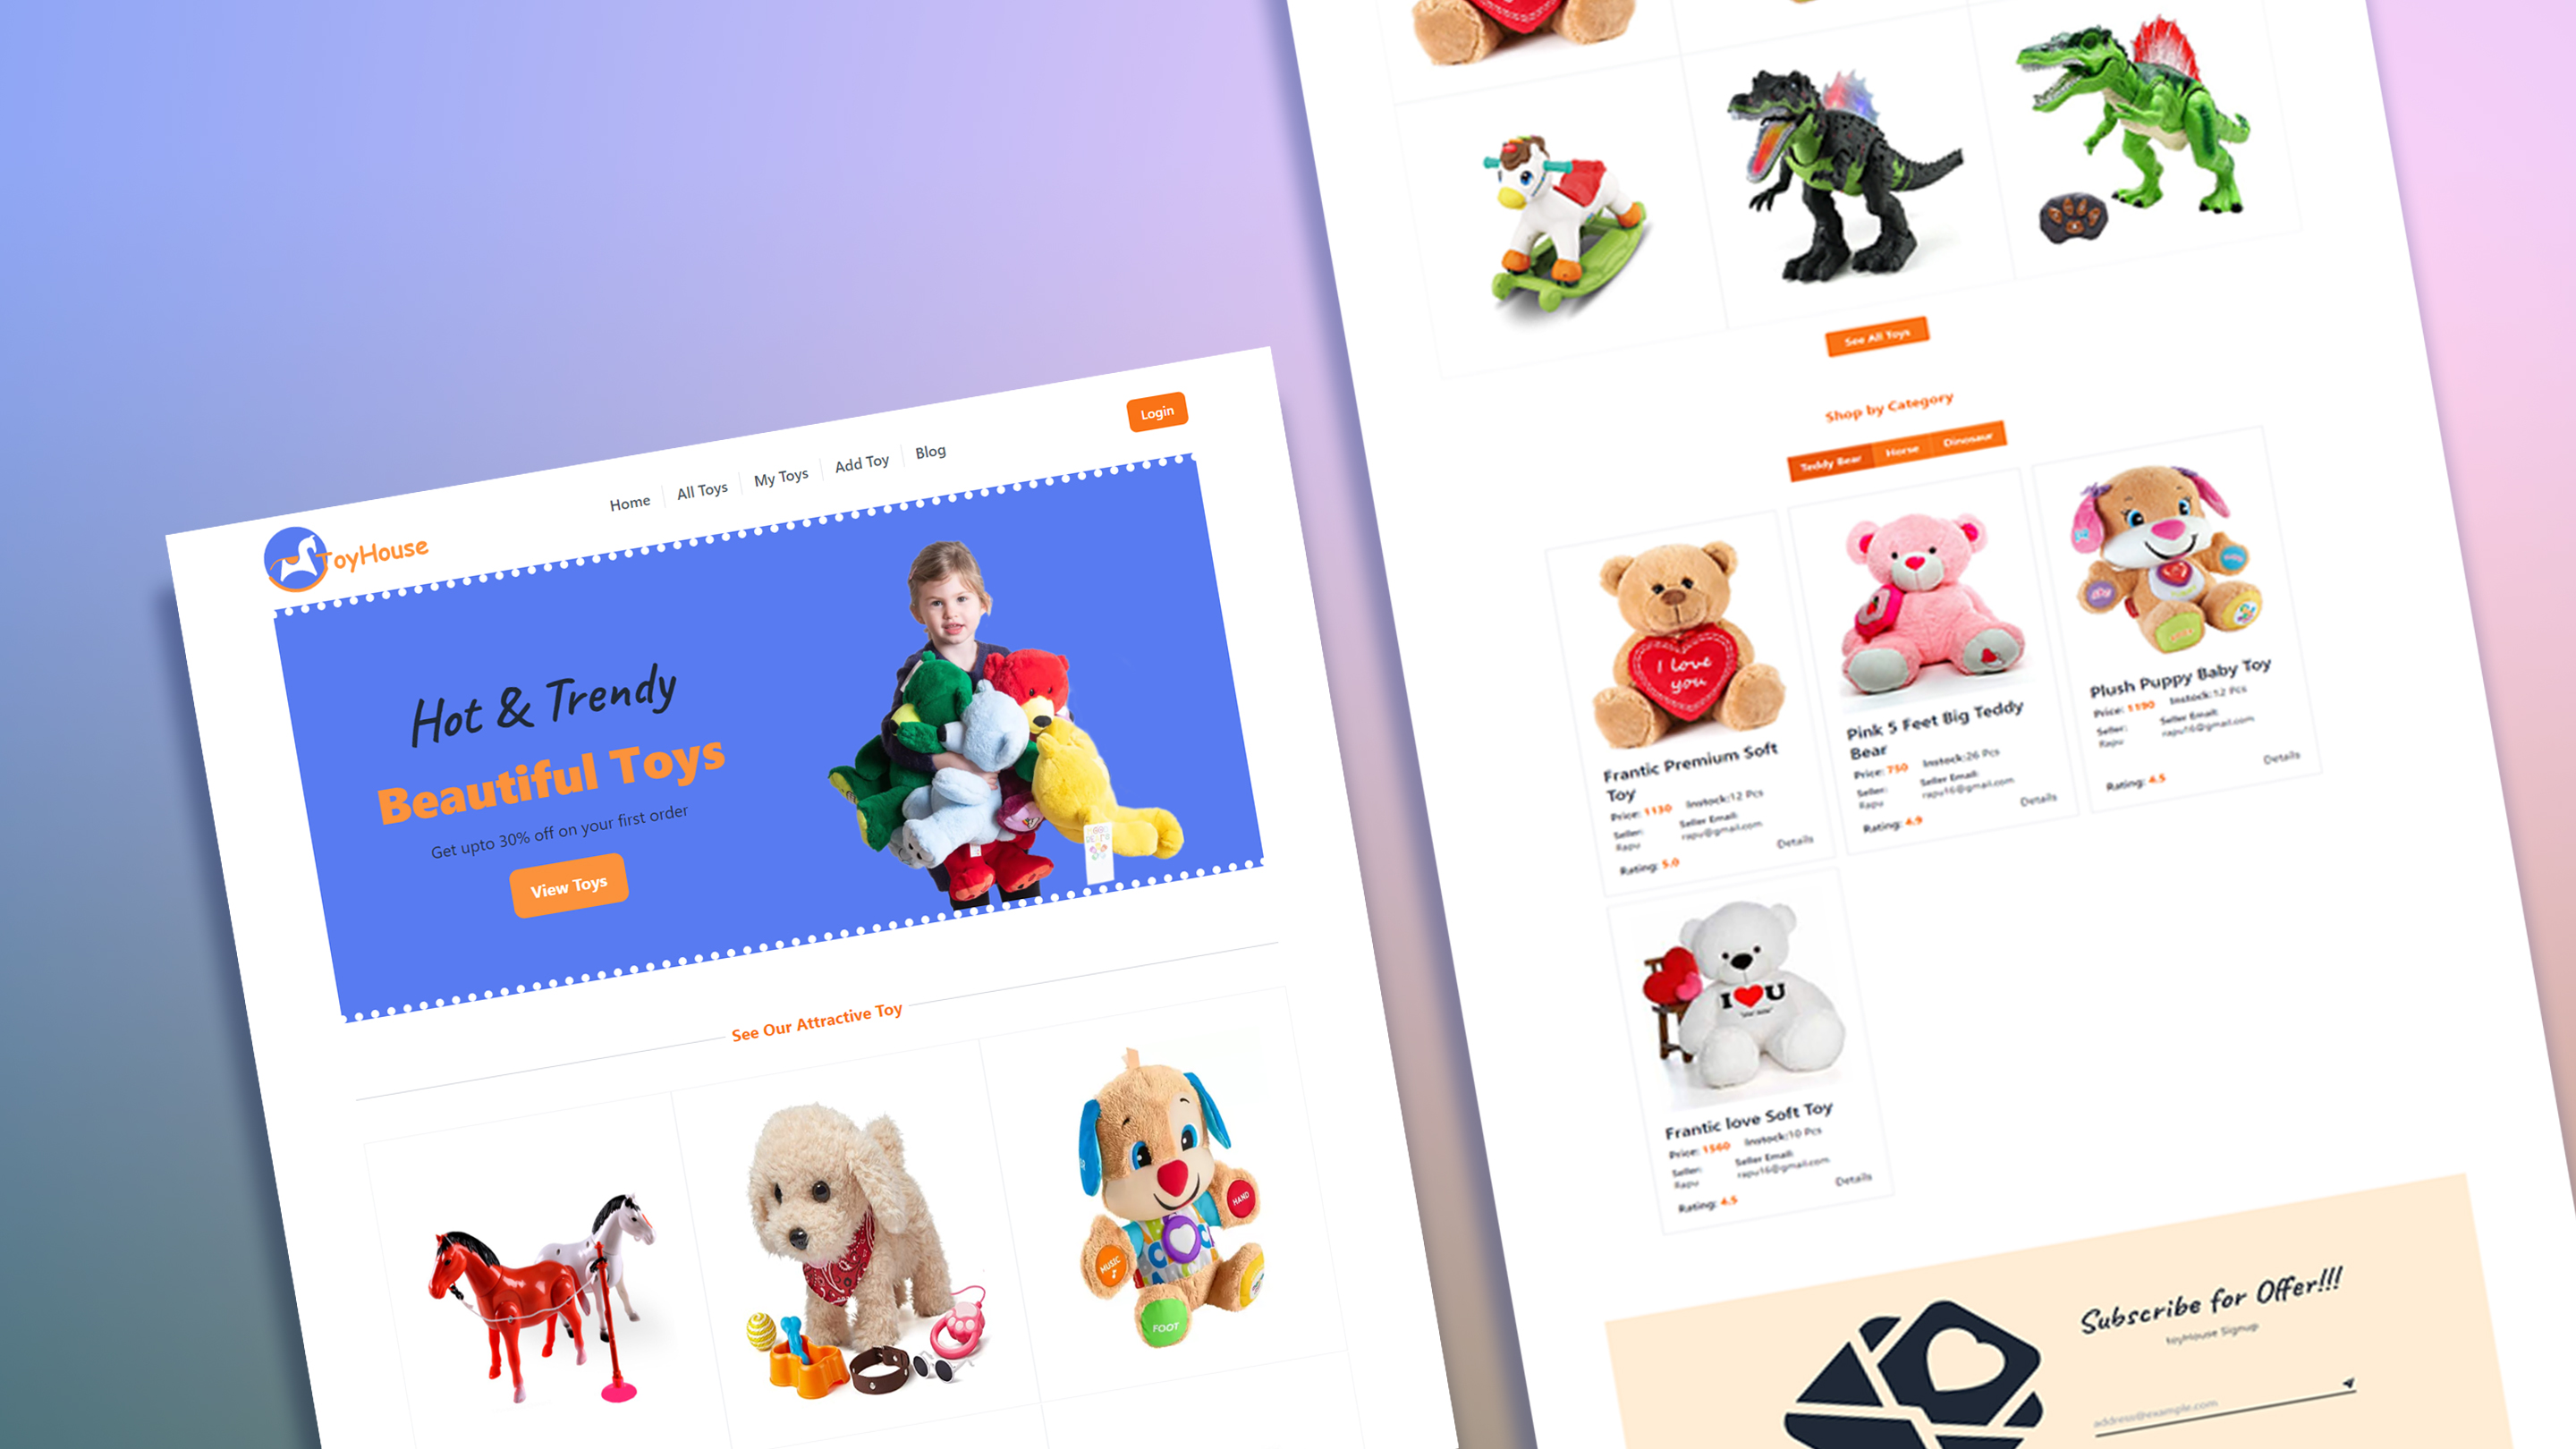 ToyHouse
Home
All Toys
My Toys
Add Toy
Blog
Login
Hot & Trendy
Beautiful Toys
Get upto 30% off on your first order
View Toys
See Our Attractive Toy
MUSIC
HAND
FOOT
See All Toys
Shop by Category
Teddy Bear
Horse
Dinosaur
I love
you
Frantic Premium Soft
Toy
Price: 1130 Instock:12 Pcs
Seller: Seller Email:
Rapu rapu@gmail.com
Details
Rating: 5.0
Pink 5 Feet Big Teddy
Bear
Price: 750 Instock:26 Pcs
Seller: Seller Email:
Rapu rapu16@gmail.com
Details
Rating: 4.9
Plush Puppy Baby Toy
Price: 1190 Instock:12 Pcs
Seller: Seller Email:
Rapu rapu16@gmail.com
Details
Rating: 4.5
I ❤ U
Frantic love Soft Toy
Price: 1560 Instock:10 Pcs
Seller: Seller Email:
Rapu rapu16@gmail.com
Details
Rating: 4.5
Subscribe for Offer!!!
toyHouse Signup
address@example.com